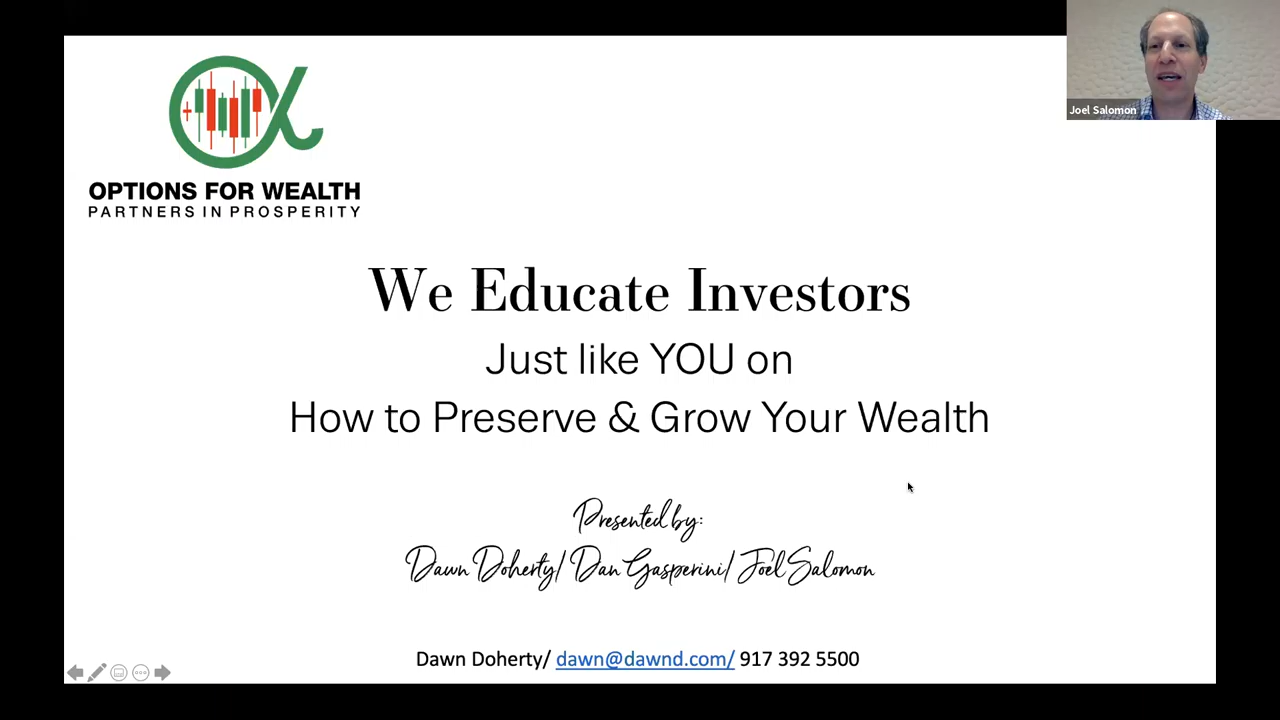 Joel Salomon
OPTIONS FOR WEALTH
PARTNERS IN PROSPERITY
We Educate Investors
Just like YOU on
How to Preserve & Grow Your Wealth
Presented by:
Dawn Doherty/ Dan Gasperini/ Joel Salomon
Dawn Doherty/ dawn@dawnd.com/ 917 392 5500